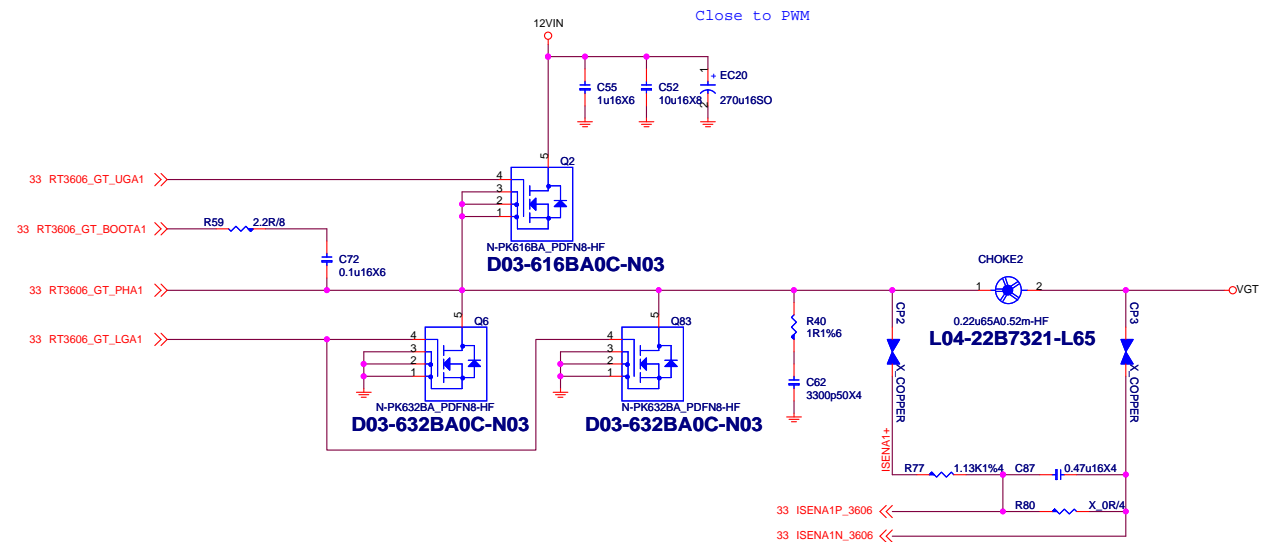 Close to PWM
12VIN
C55
1u16X6
C52
10u16X8
1
+ EC20
2
270u16SO
33 RT3606_GT_UGA1
5
Q2
4
3
2
1
N-PK616BA_PDFN8-HF
D03-616BA0C-N03
33 RT3606_GT_BOOTA1
R59
2.2R/8
C72
0.1u16X6
33 RT3606_GT_PHA1
CHOKE2
1
2
0.22u65A0.52m-HF
L04-22B7321-L65
VGT
33 RT3606_GT_LGA1
5
Q6
4
3
2
1
N-PK632BA_PDFN8-HF
D03-632BA0C-N03
5
Q83
4
3
2
1
N-PK632BA_PDFN8-HF
D03-632BA0C-N03
R40
1R1%6
C62
3300p50X4
CP2
X_COPPER
CP3
X_COPPER
ISENA1+
R77
1.13K1%4
C87
0.47u16X4
33 ISENA1P_3606
R80
X_0R/4
33 ISENA1N_3606